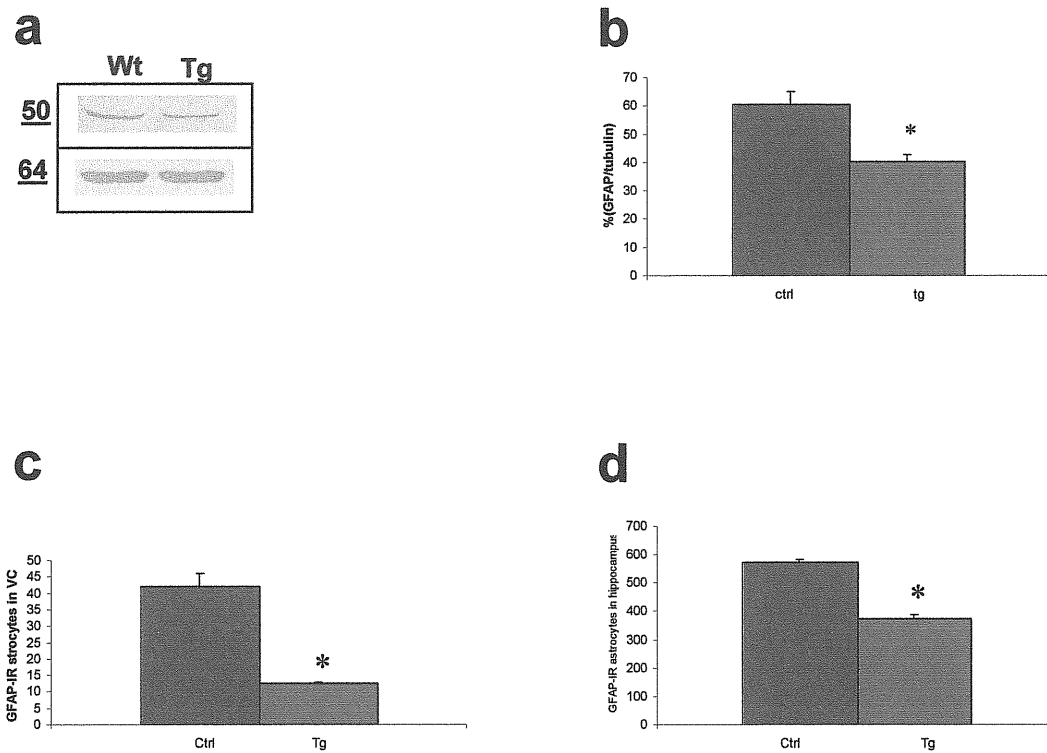 a
Wt Tg
50
64
b
%(GFAP/tubulin)
70
60
50
40
30
20
10
0
*
ctrl tg
c
GFAP-IR strocytes in VC
50
45
40
35
30
25
20
15
10
5
0
*
Ctrl Tg
d
GFAP-IR astrocytes in hippocampus
700
600
500
400
300
200
100
0
*
Ctrl Tg